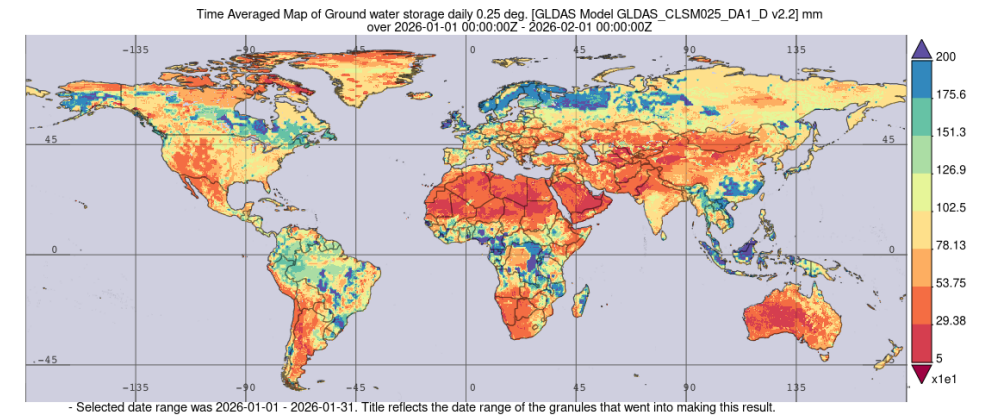 Time Averaged Map of Ground water storage daily 0.25 deg. [GLDAS Model GLDAS_CLSM025_DA1_D v2.2] mm
over 2026-01-01 00:00:00Z - 2026-02-01 00:00:00Z
-135 -45 0 45 90 135
200
175.6
45 45 151.3
126.9
102.5
0 0 78.13
53.75
29.38
-45 -45 5
x1e1
-135 -45 0 45 90 135
- Selected date range was 2026-01-01 - 2026-01-31. Title reflects the date range of the granules that went into making this result.